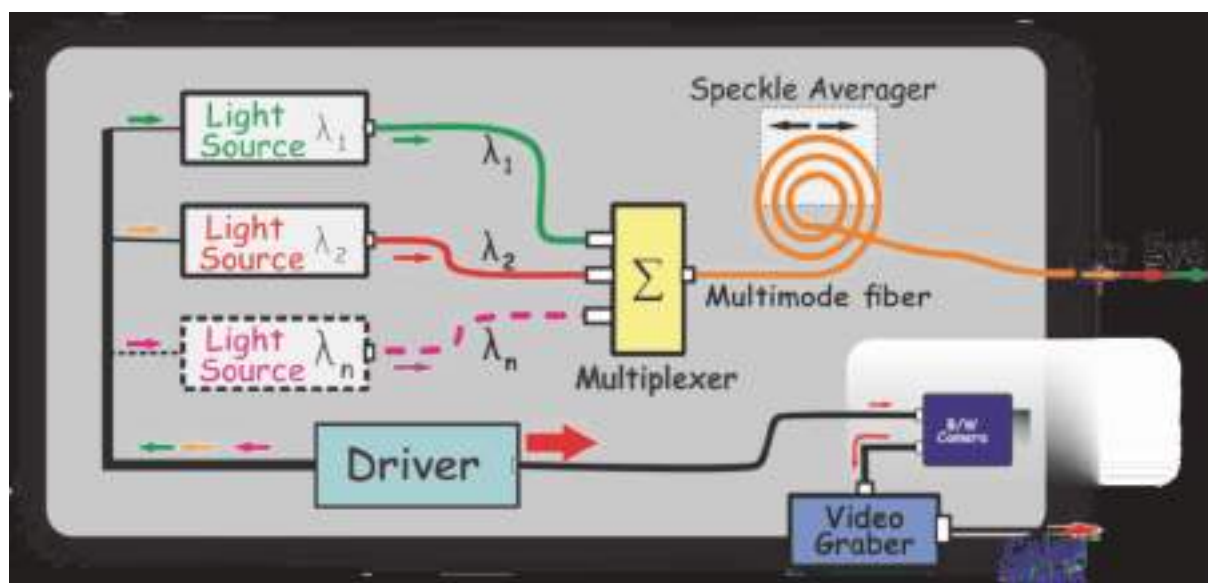 Speckle Averager
Light
Source λ1
λ1
Light
Source λ2
λ2
Σ
Multimode fiber
Light
Source λn
λn
Multiplexer
B/W
Camera
Driver
Video
Graber